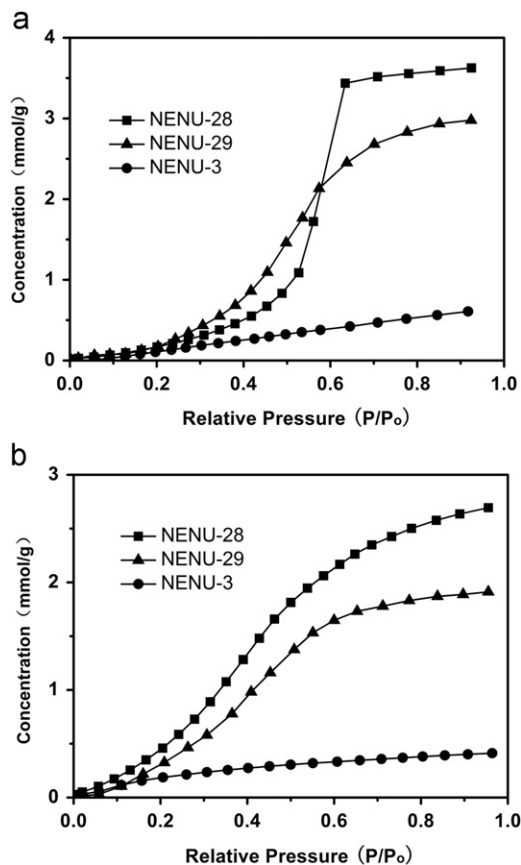 a
4
3
2
1
0
NENU-28
NENU-29
NENU-3
Concentration (mmol/g)
0.0 0.2 0.4 0.6 0.8 1.0
Relative Pressure (P/Po)
b
3
2
1
0
NENU-28
NENU-29
NENU-3
Concentration (mmol/g)
0.0 0.2 0.4 0.6 0.8 1.0
Relative Pressure (P/Po)